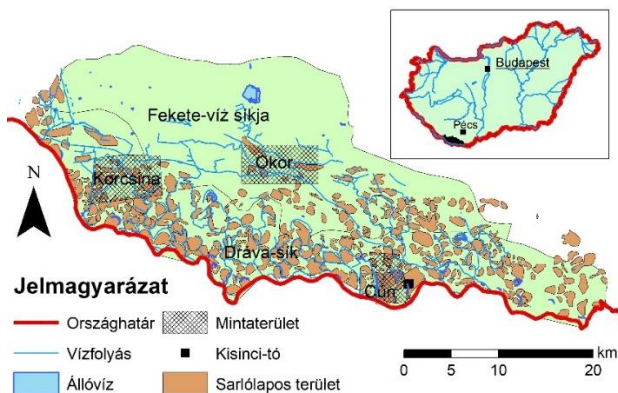 Budapest
Pécs
Fekete-víz síkja
Okor
Korcsina
N
Dráva-sík
Cun
Jelmagyarázat
Országhatár
Mintaterület
Vízfolyás
Kisinci-tó
Állóvíz
Sarlólapos terület
km
0 5 10 20